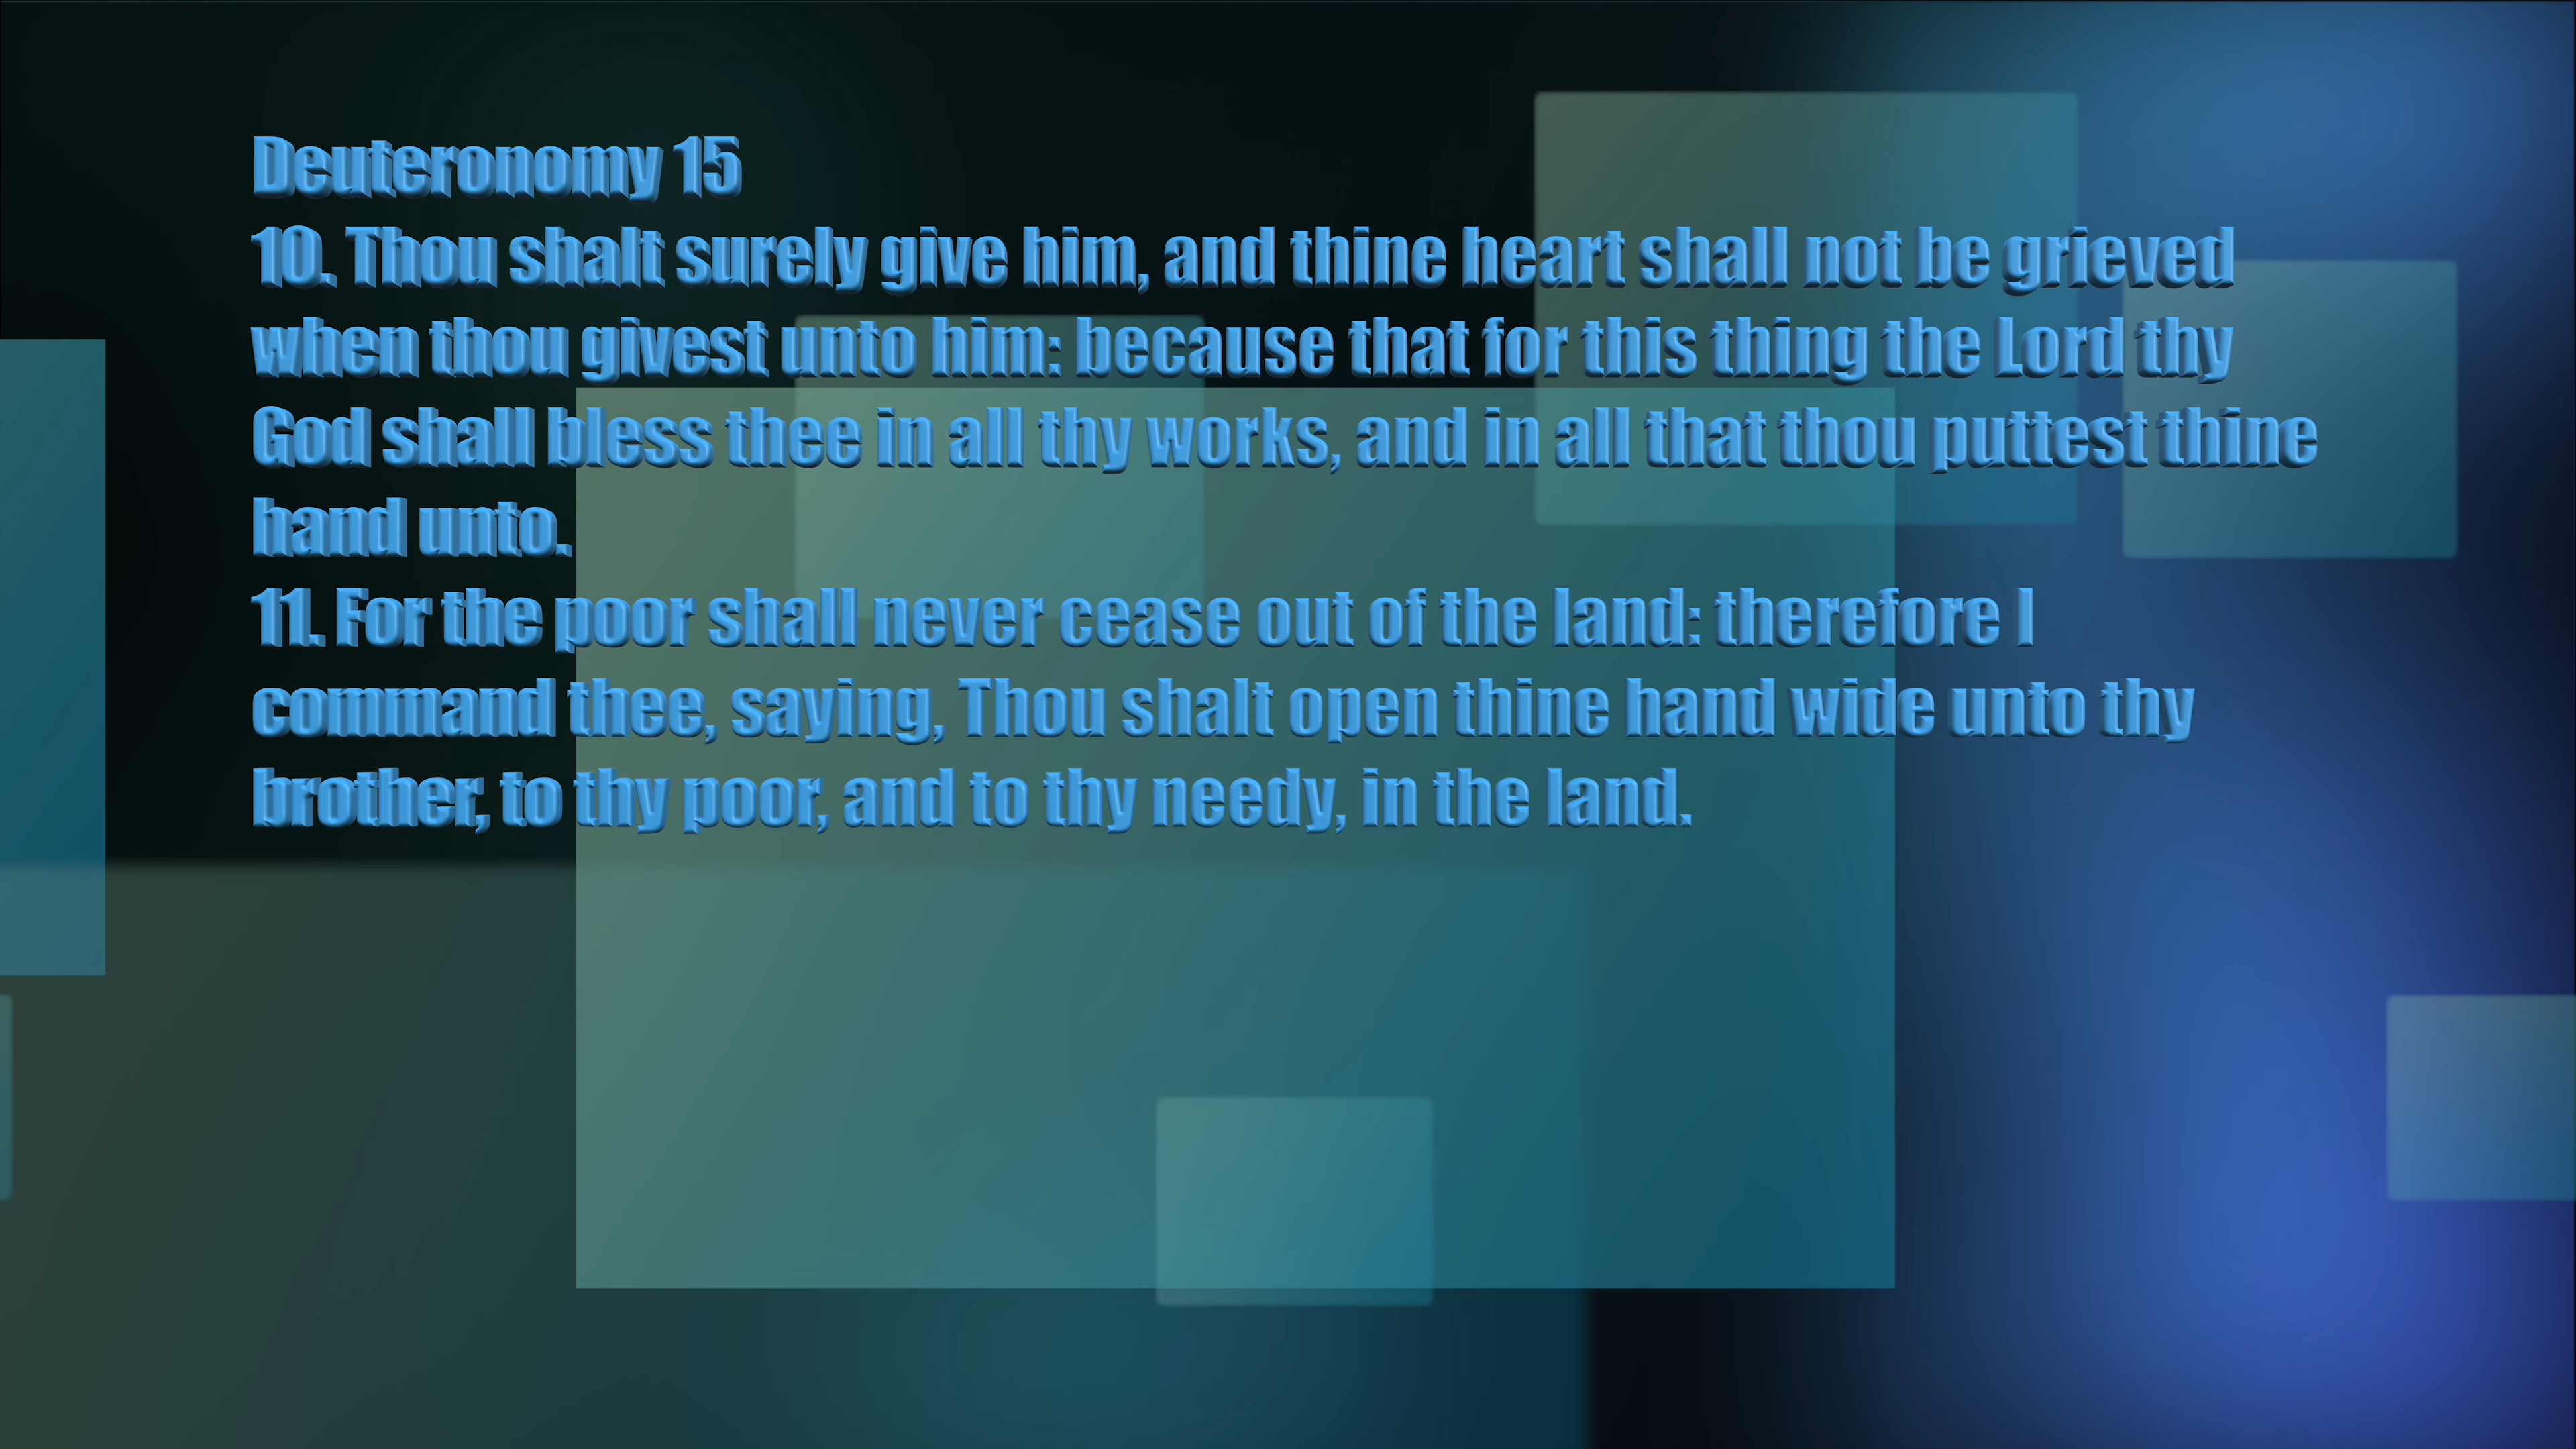 Deuteronomy 15
10. Thou shalt surely give him, and thine heart shall not be grieved
when thou givest unto him: because that for this thing the Lord thy
God shall bless thee in all thy works, and in all that thou puttest thine
hand unto.
11. For the poor shall never cease out of the land: therefore I
command thee, saying, Thou shalt open thine hand wide unto thy
brother, to thy poor, and to thy needy, in the land.